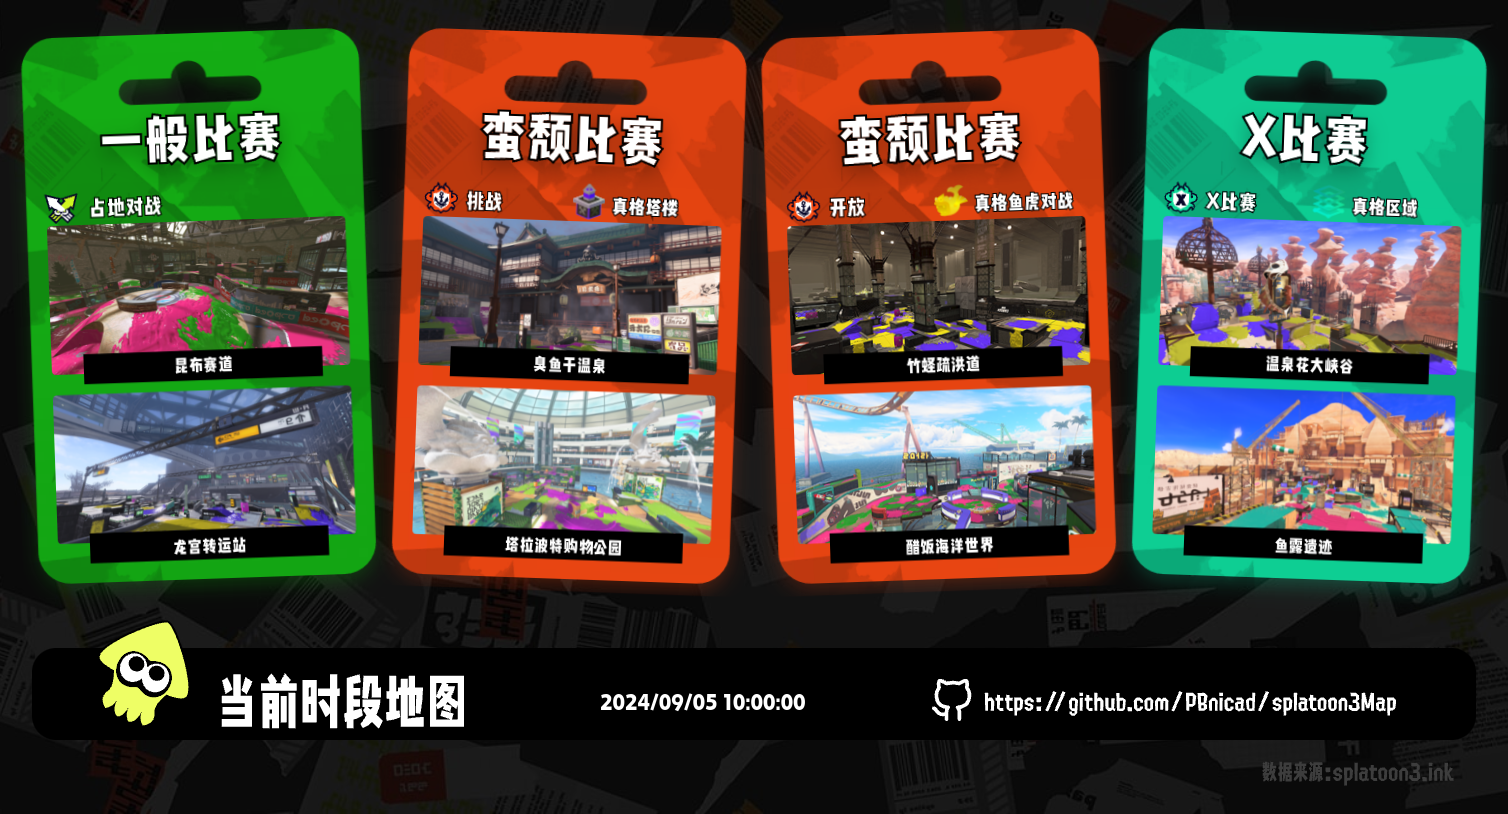 一般比赛
占地对战
昆布赛道
龙宫转运站
蛮颓比赛
挑战
真格塔楼
臭鱼干温泉
塔拉波特购物公园
蛮颓比赛
开放
真格鱼虎对战
竹蛏疏洪道
醋饭海洋世界
X比赛
X比赛
真格区域
温泉花大峡谷
鱼露遗迹
当前时段地图
2024/09/05 10:00:00
https://github.com/PBnicad/splatoon3Map
数据来源:splatoon3.ink